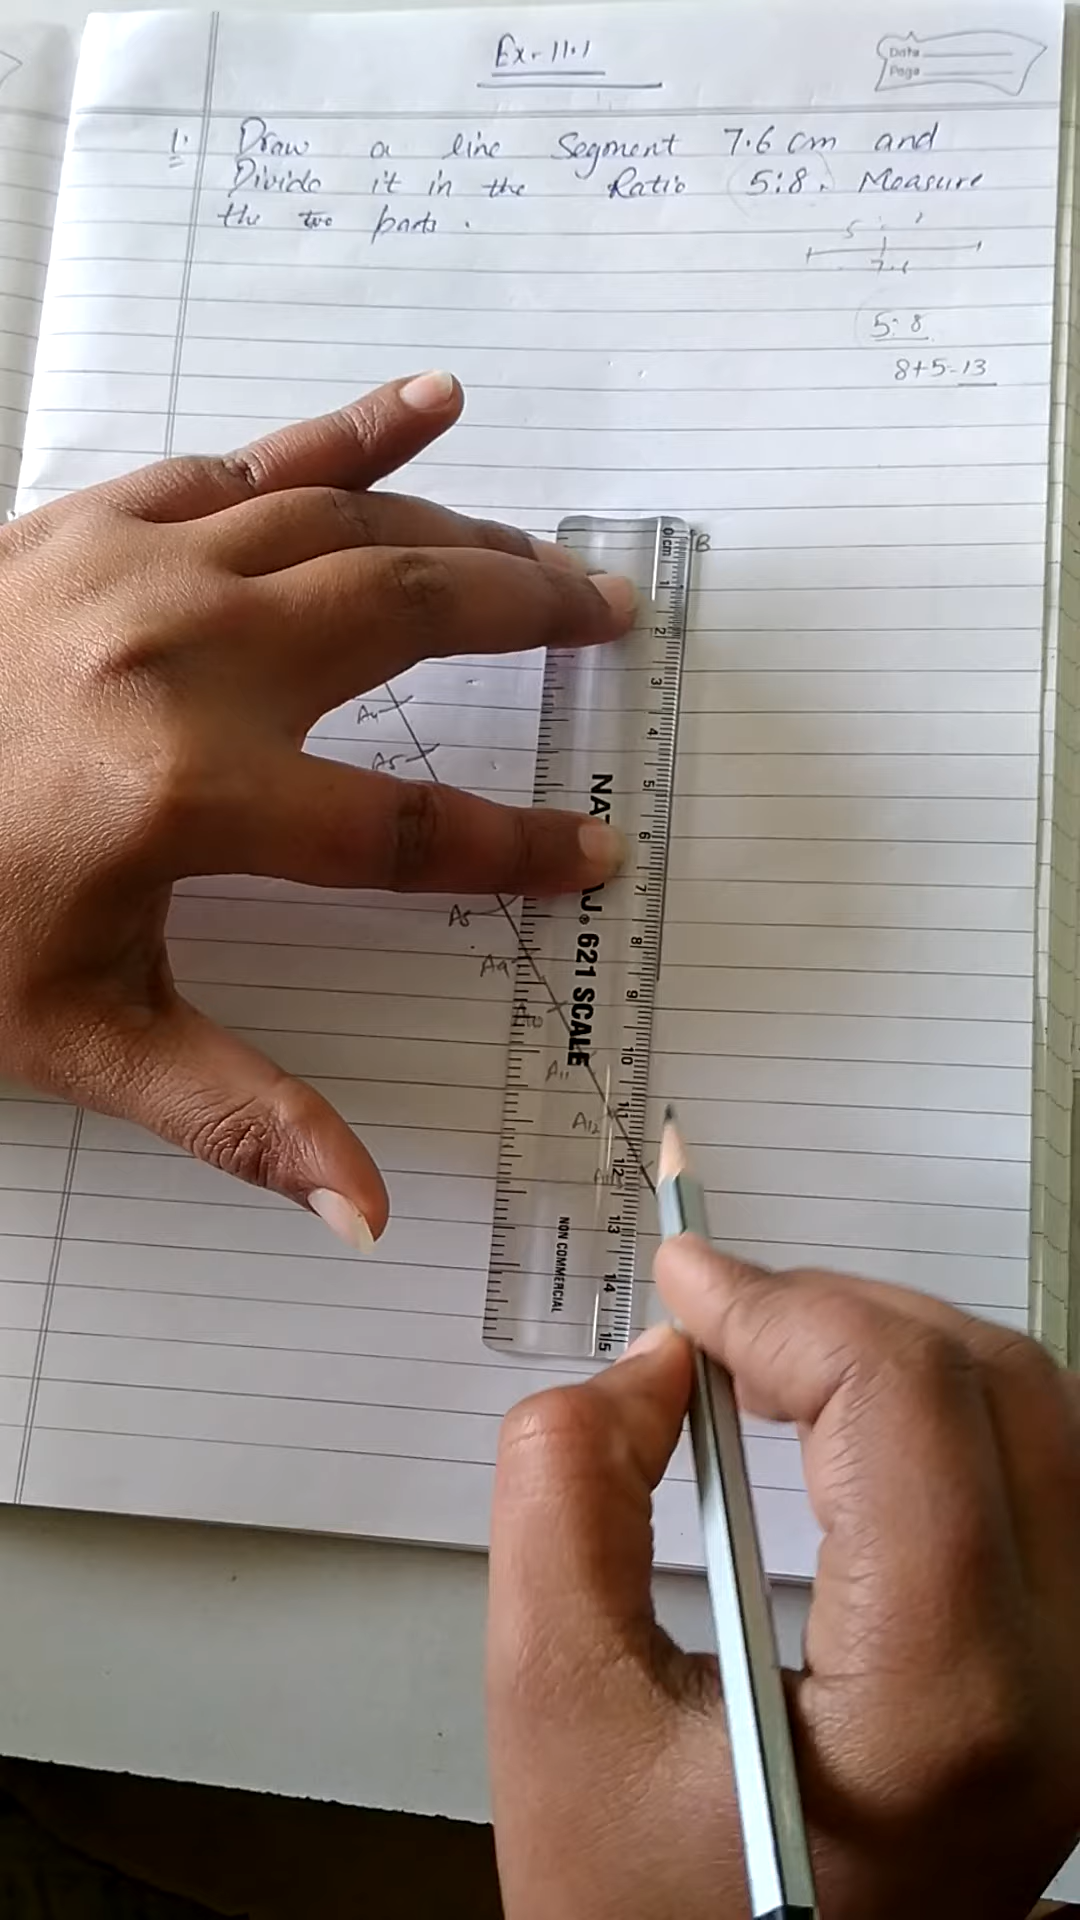 Ex- 11.1
Date
Page
1. Draw a line Segment 7.6 cm and
Divide it in the Ratio 5:8. Measure
the two parts.
5 :
7.6
5:8
8+5-13
B
0 cm 1 2 3 4 5 6 7 8 9 10 11 12 13 14 15
A4
A5
A8
A9
A10
A11
A12
621 SCALE
NON COMMERCIAL